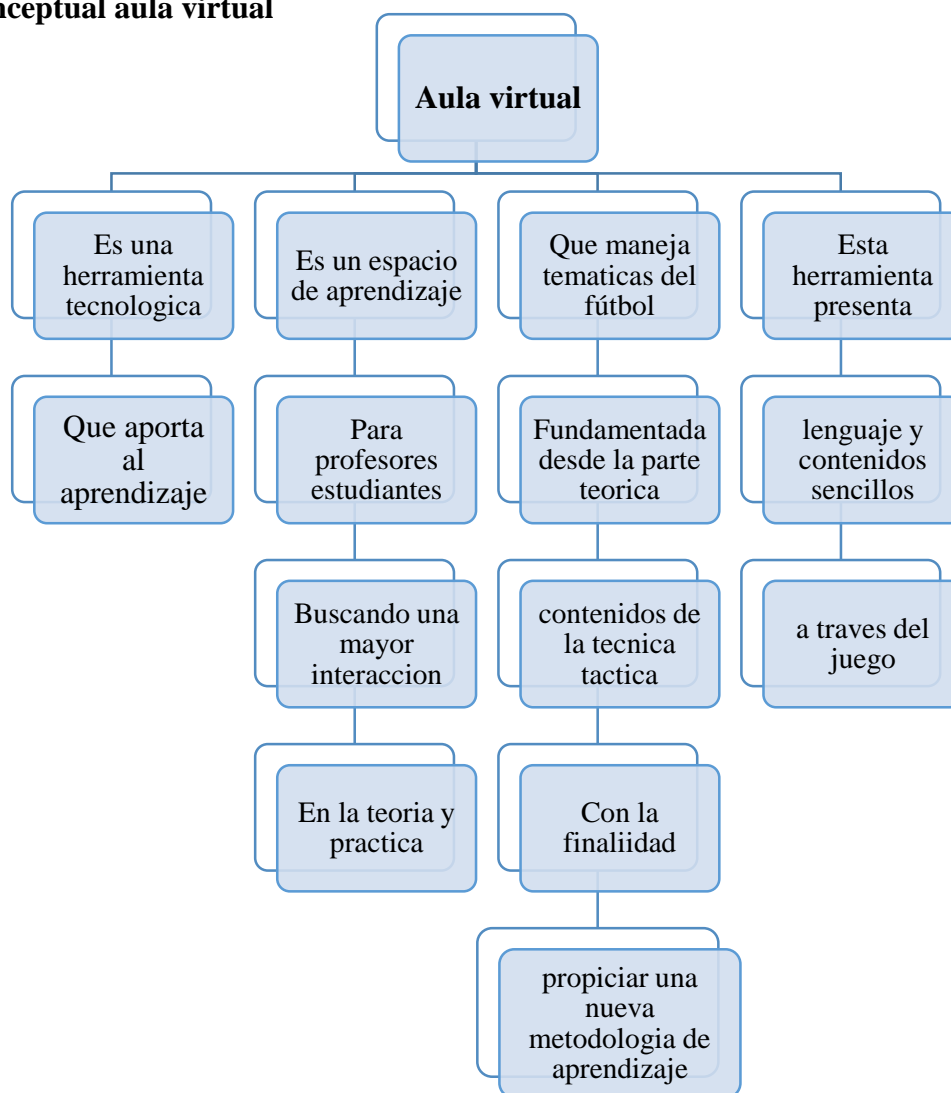 nceptual aula virtual
Aula virtual
Es una
herramienta
tecnologica
Que aporta
al
aprendizaje
Es un espacio
de aprendizaje
Para
profesores
estudiantes
Buscando una
mayor
interaccion
En la teoria y
practica
Que maneja
tematicas del
fútbol
Fundamentada
desde la parte
teorica
contenidos de
la tecnica
tactica
Con la
finaliidad
propiciar una
nueva
metodologia de
aprendizaje
Esta
herramienta
presenta
lenguaje y
contenidos
sencillos
a traves del
juego